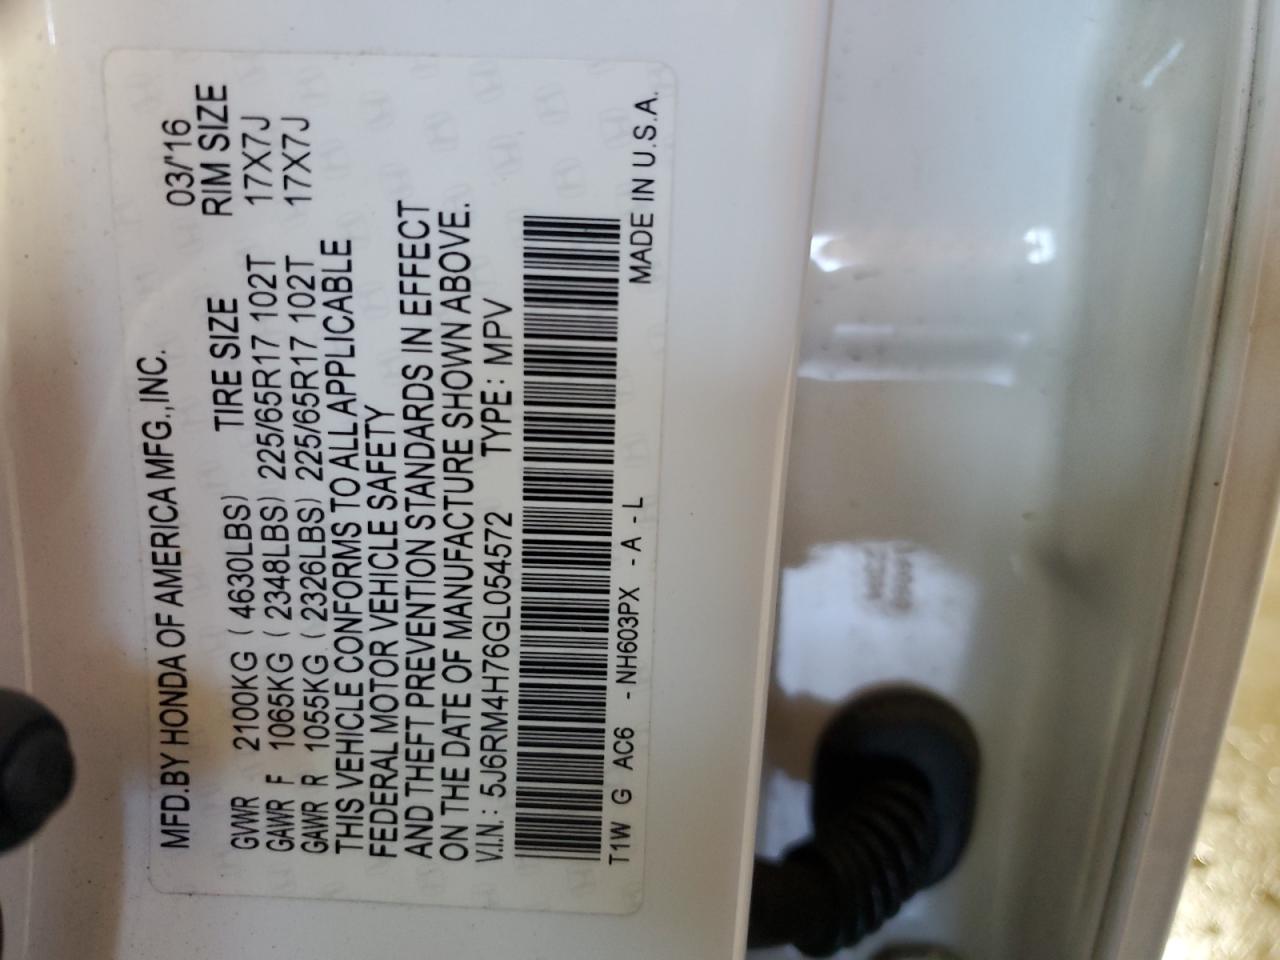 MFD.BY HONDA OF AMERICA MFG.,INC. 03/'16
TIRE SIZE RIM SIZE
GVWR 2100KG ( 4630LBS)
GAWR F 1065KG ( 2348LBS) 225/65R17 102T 17X7J
GAWR R 1055KG ( 2326LBS) 225/65R17 102T 17X7J
THIS VEHICLE CONFORMS TO ALL APPLICABLE
FEDERAL MOTOR VEHICLE SAFETY
AND THEFT PREVENTION STANDARDS IN EFFECT
ON THE DATE OF MANUFACTURE SHOWN ABOVE.
V.I.N.: 5J6RM4H76GL054572 TYPE: MPV
T1W G AC6 -NH603PX -A-L
MADE IN U.S.A.